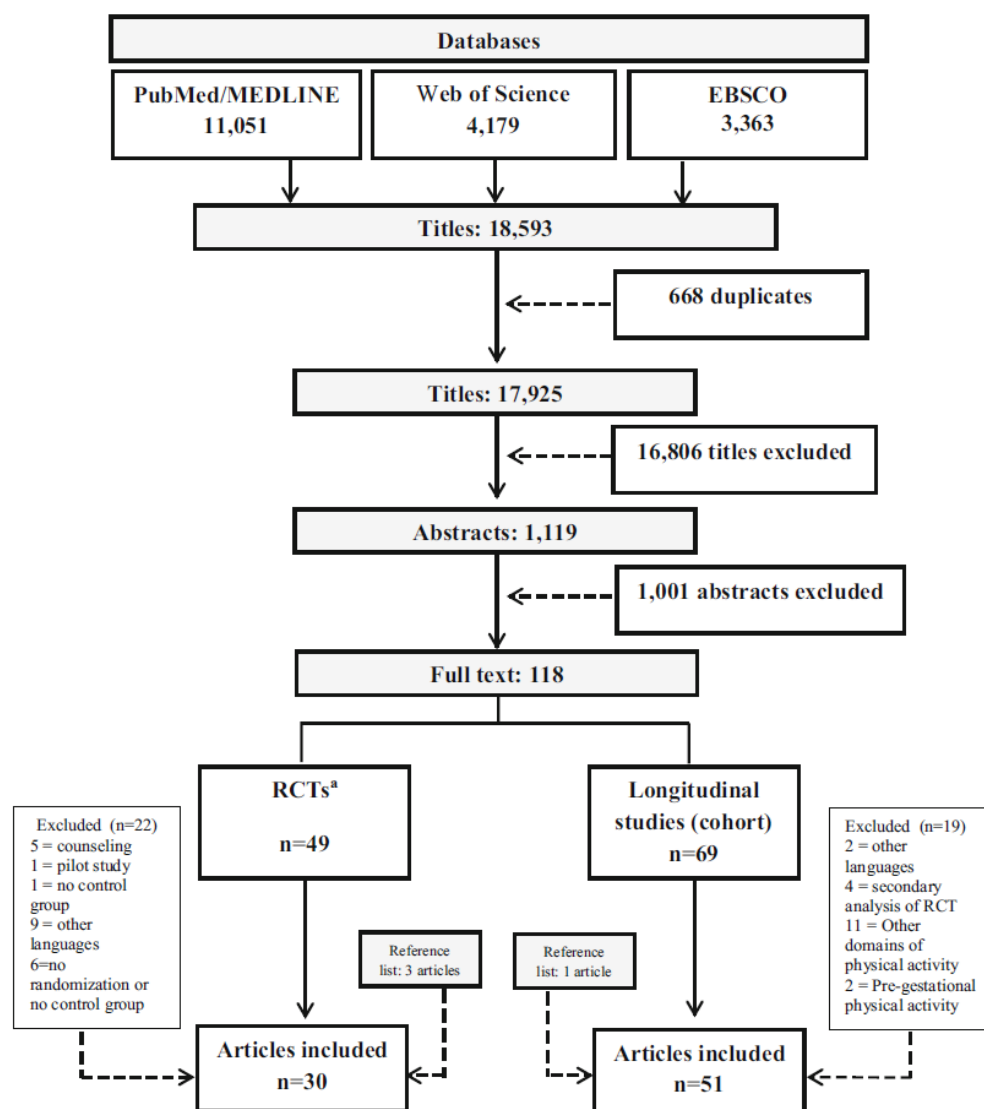 Databases
PubMed/MEDLINE
11,051
Web of Science
4,179
EBSCO
3,363
Titles: 18,593
668 duplicates
Titles: 17,925
16,806 titles excluded
Abstracts: 1,119
1,001 abstracts excluded
Full text: 118
RCTsª
n=49
Longitudinal
studies (cohort)
n=69
Excluded (n=22)
5 = counseling
1 = pilot study
1 = no control
group
9 = other
languages
6=no
randomization or
no control group
Excluded (n=19)
2 = other
languages
4 = secondary
analysis of RCT
11 = Other
domains of
physical activity
2 = Pre-gestational
physical activity
Reference
list: 3 articles
Reference
list: 1 article
Articles included
n=30
Articles included
n=51